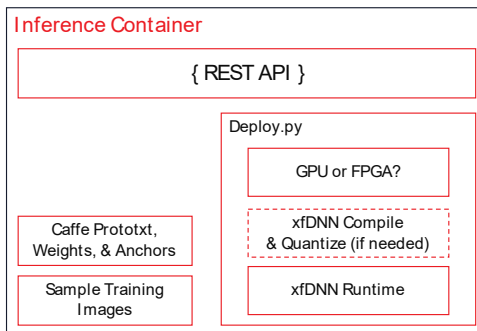 Inference Container
{ REST API }
Deploy.py
GPU or FPGA?
xfDNN Compile
& Quantize (if needed)
xfDNN Runtime
Caffe Prototxt,
Weights, & Anchors
Sample Training
Images